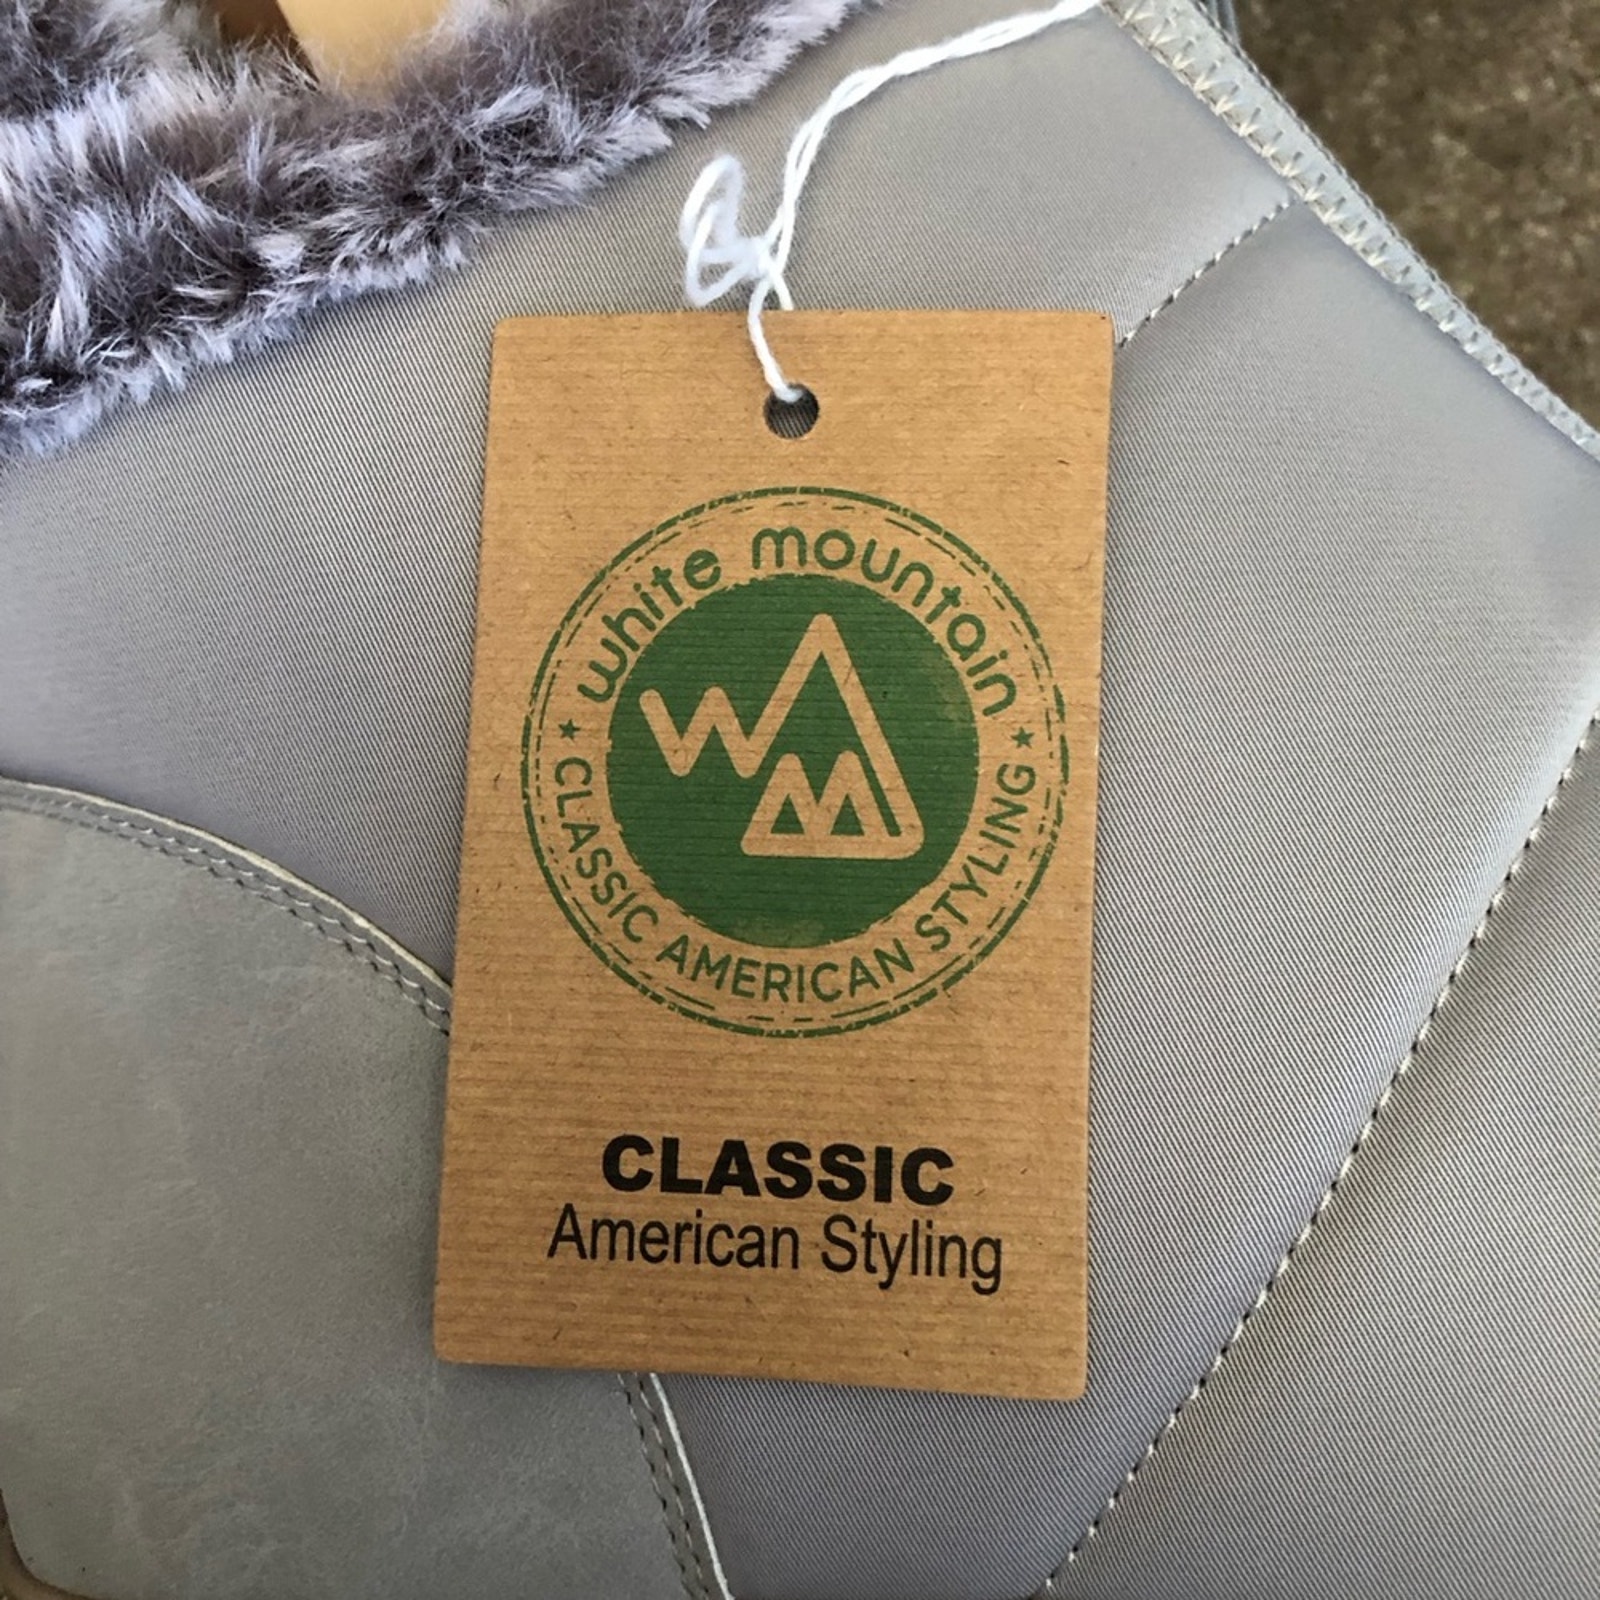 white mountain
WM
★ CLASSIC AMERICAN STYLING ★
CLASSIC
American Styling